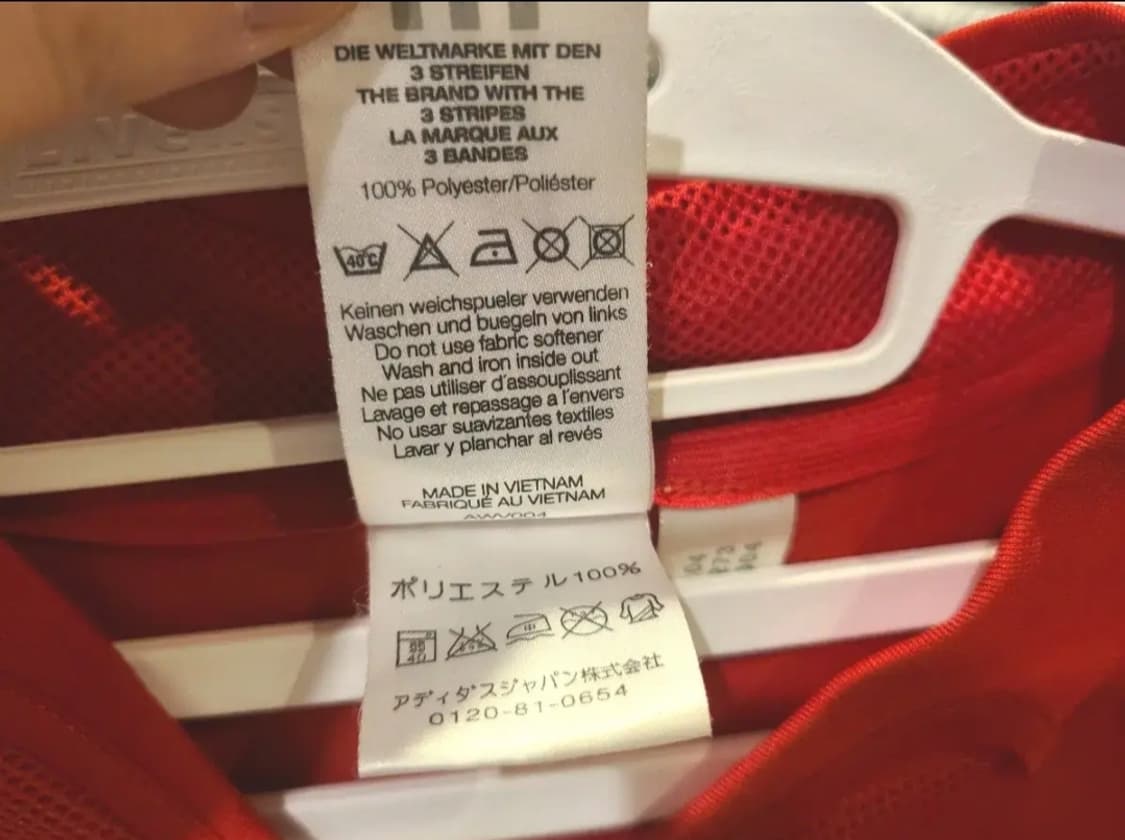 DIE WELTMARKE MIT DEN
3 STREIFEN
THE BRAND WITH THE
3 STRIPES
LA MARQUE AUX
3 BANDES
100% Polyester/Poliéster
40°C
Keinen weichspueler verwenden
Waschen und buegeln von links
Do not use fabric softener
Wash and iron inside out
Ne pas utiliser d'assouplissant
Lavage et repassage a l'envers
No usar suavizantes textiles
Lavar y planchar al revés
MADE IN VIETNAM
FABRIQUÉ AU VIETNAM
ポリエステル100%
アディダスジャパン株式会社
0120-81-0654